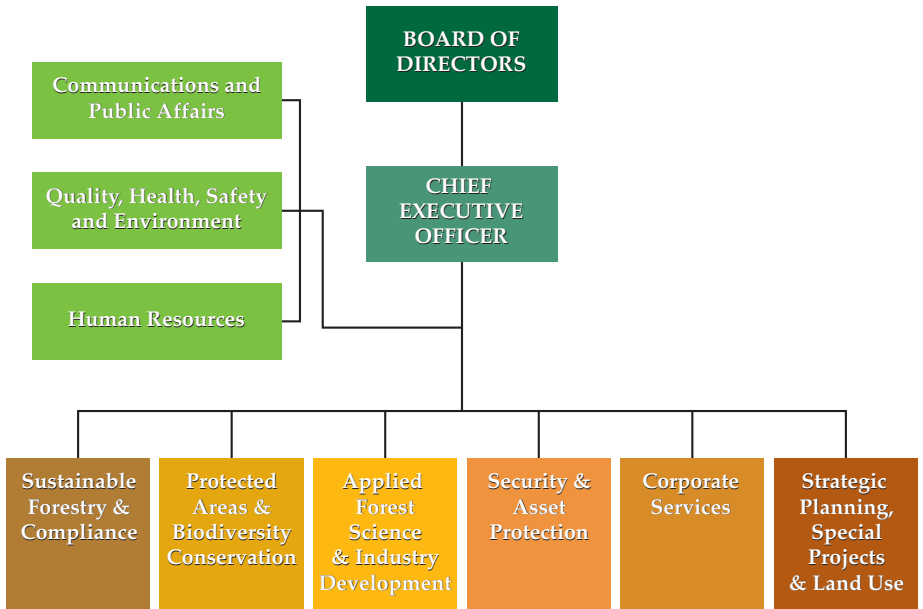 BOARD OF
DIRECTORS
Communications and
Public Affairs
CHIEF
EXECUTIVE
OFFICER
Quality, Health, Safety
and Environment
Human Resources
Sustainable
Forestry &
Compliance
Protected
Areas &
Biodiversity
Conservation
Applied
Forest
Science
& Industry
Development
Security &
Asset
Protection
Corporate
Services
Strategic
Planning,
Special
Projects
& Land Use